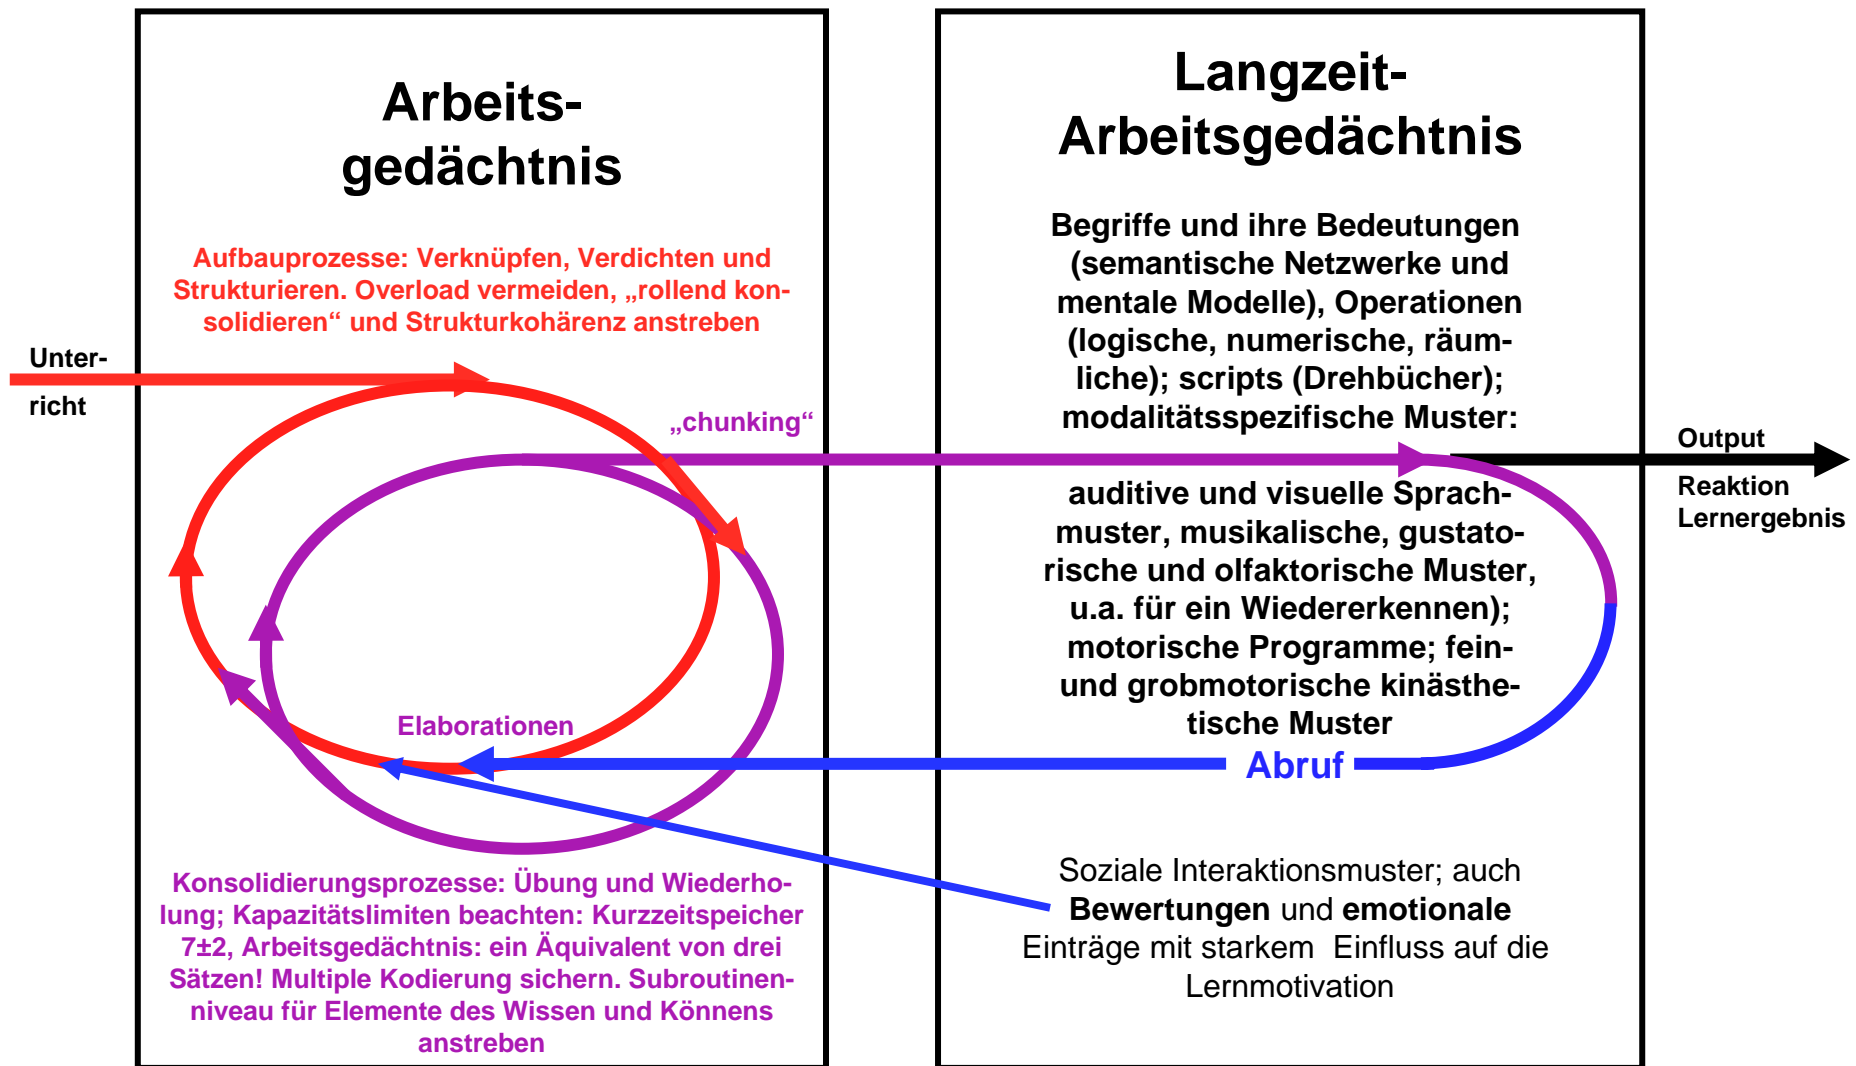 Arbeits-
gedächtnis
Aufbauprozesse: Verknüpfen, Verdichten und
Strukturieren. Overload vermeiden, „rollend kon-
solidieren“ und Strukturkohärenz anstreben
Unter-
richt
„chunking“
Elaborationen
Konsolidierungsprozesse: Übung und Wiederho-
lung; Kapazitätslimiten beachten: Kurzzeitspeicher
7±2, Arbeitsgedächtnis: ein Äquivalent von drei
Sätzen! Multiple Kodierung sichern. Subroutinen-
niveau für Elemente des Wissen und Könnens
anstreben
Langzeit-
Arbeitsgedächtnis
Begriffe und ihre Bedeutungen
(semantische Netzwerke und
mentale Modelle), Operationen
(logische, numerische, räum-
liche); scripts (Drehbücher);
modalitätsspezifische Muster:
auditive und visuelle Sprach-
muster, musikalische, gustato-
rische und olfaktorische Muster,
u.a. für ein Wiedererkennen);
motorische Programme; fein-
und grobmotorische kinästhe-
tische Muster
Abruf
Soziale Interaktionsmuster; auch
Bewertungen und emotionale
Einträge mit starkem Einfluss auf die
Lernmotivation
Output
Reaktion
Lernergebnis